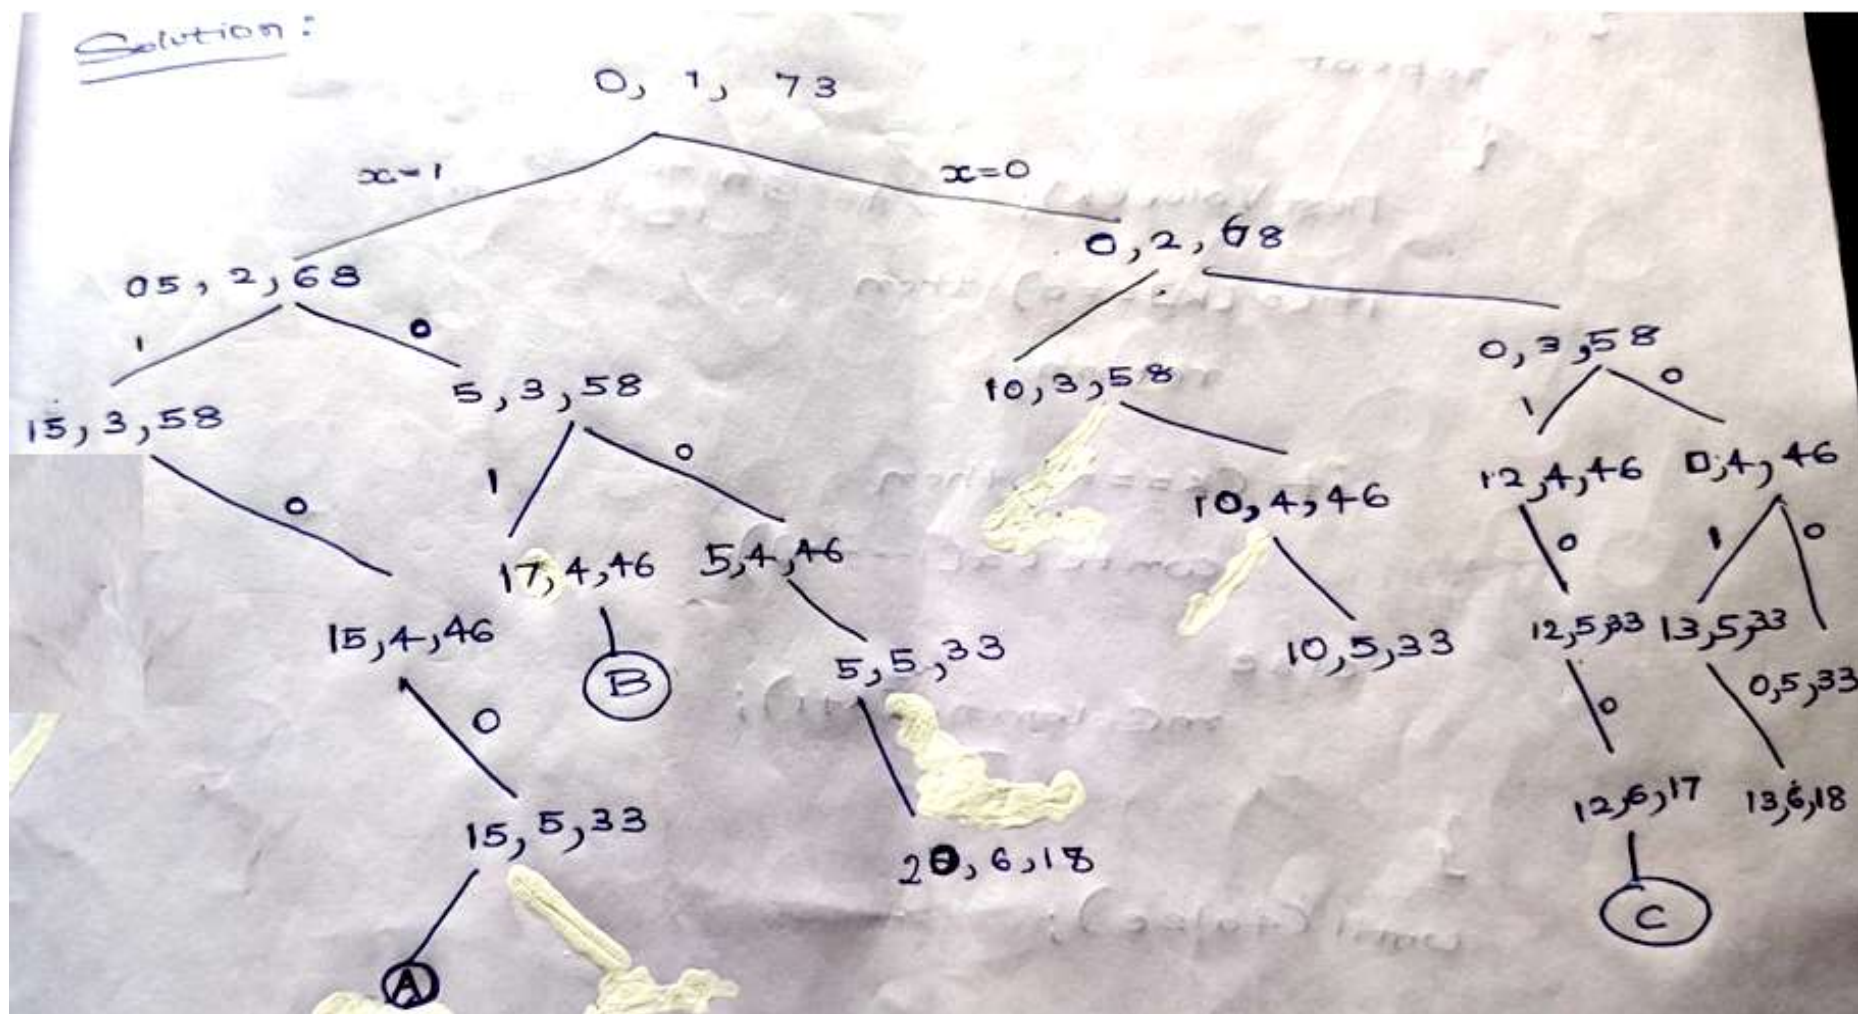 Solution:
0, 1, 73
x=1
x=0
0, 2, 68
05, 2, 68
1
0
0, 3, 58
10, 3, 58
5, 3, 58
15, 3, 58
1
0
1
0
0
12, 4, 46
0, 4, 46
10, 4, 46
17, 4, 46
5, 4, 46
0
1
0
15, 4, 46
B
5, 5, 33
10, 5, 33
12, 5, 33
13, 5, 33
0, 5, 33
0
0
15, 5, 33
20, 6, 18
12, 6, 17
13, 6, 18
A
C